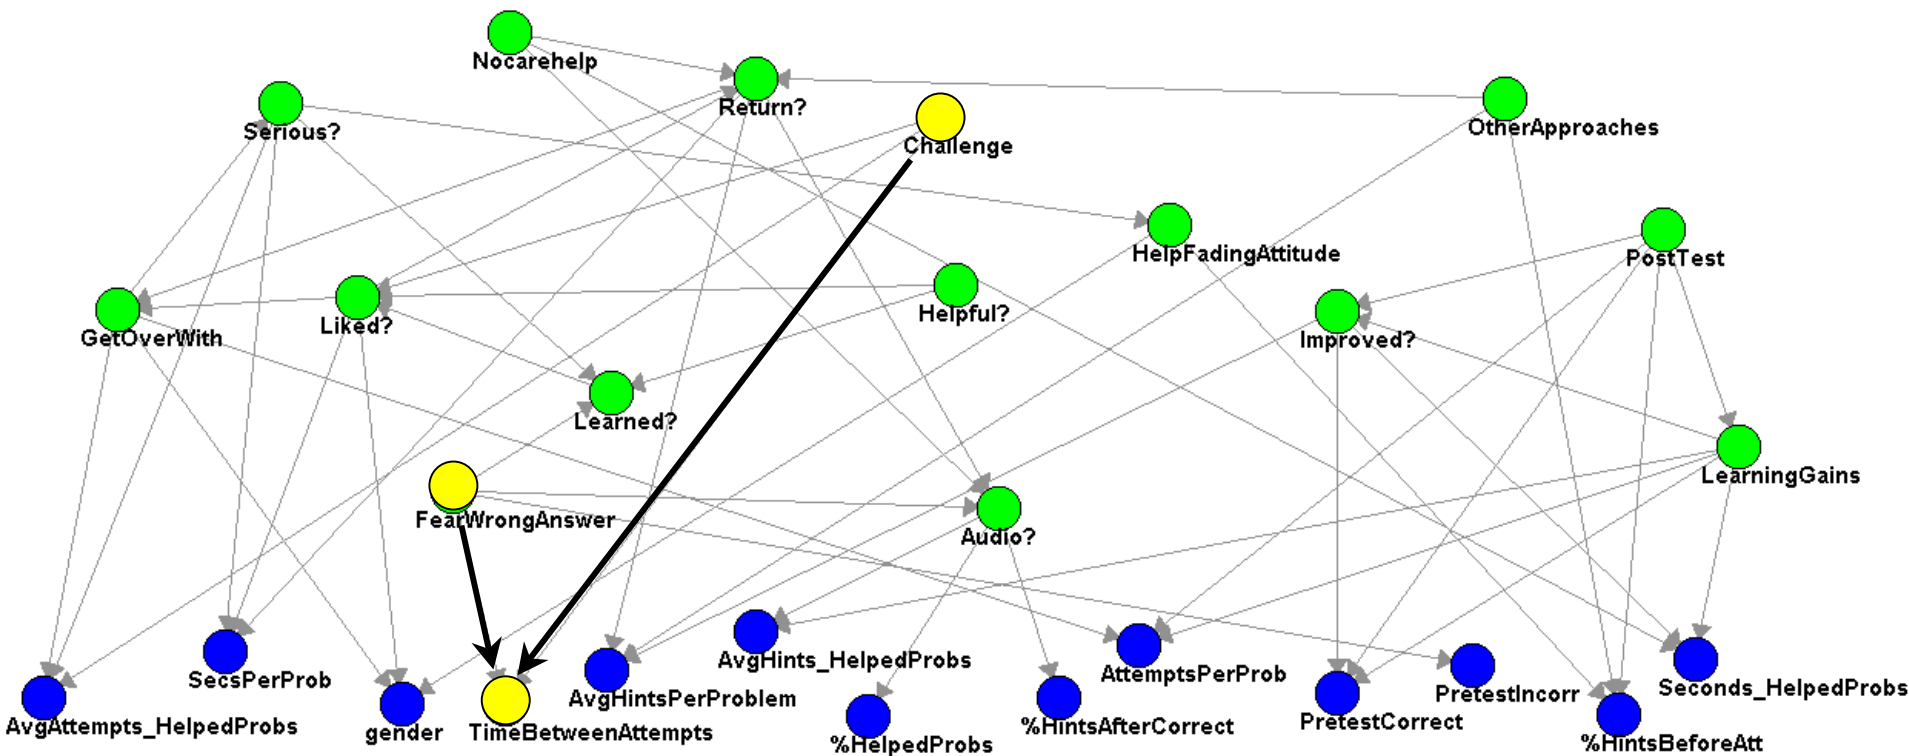 Nocarehelp
Return?
Serious?
Challenge
OtherApproaches
HelpFadingAttitude
PostTest
GetOverWith
Liked?
Helpful?
Improved?
Learned?
LearningGains
FearWrongAnswer
Audio?
AvgAttempts_HelpedProbs
SecsPerProb
gender
TimeBetweenAttempts
AvgHintsPerProblem
AvgHints_HelpedProbs
%HelpedProbs
%HintsAfterCorrect
AttemptsPerProb
PretestCorrect
PretestIncorr
%HintsBeforeAtt
Seconds_HelpedProbs